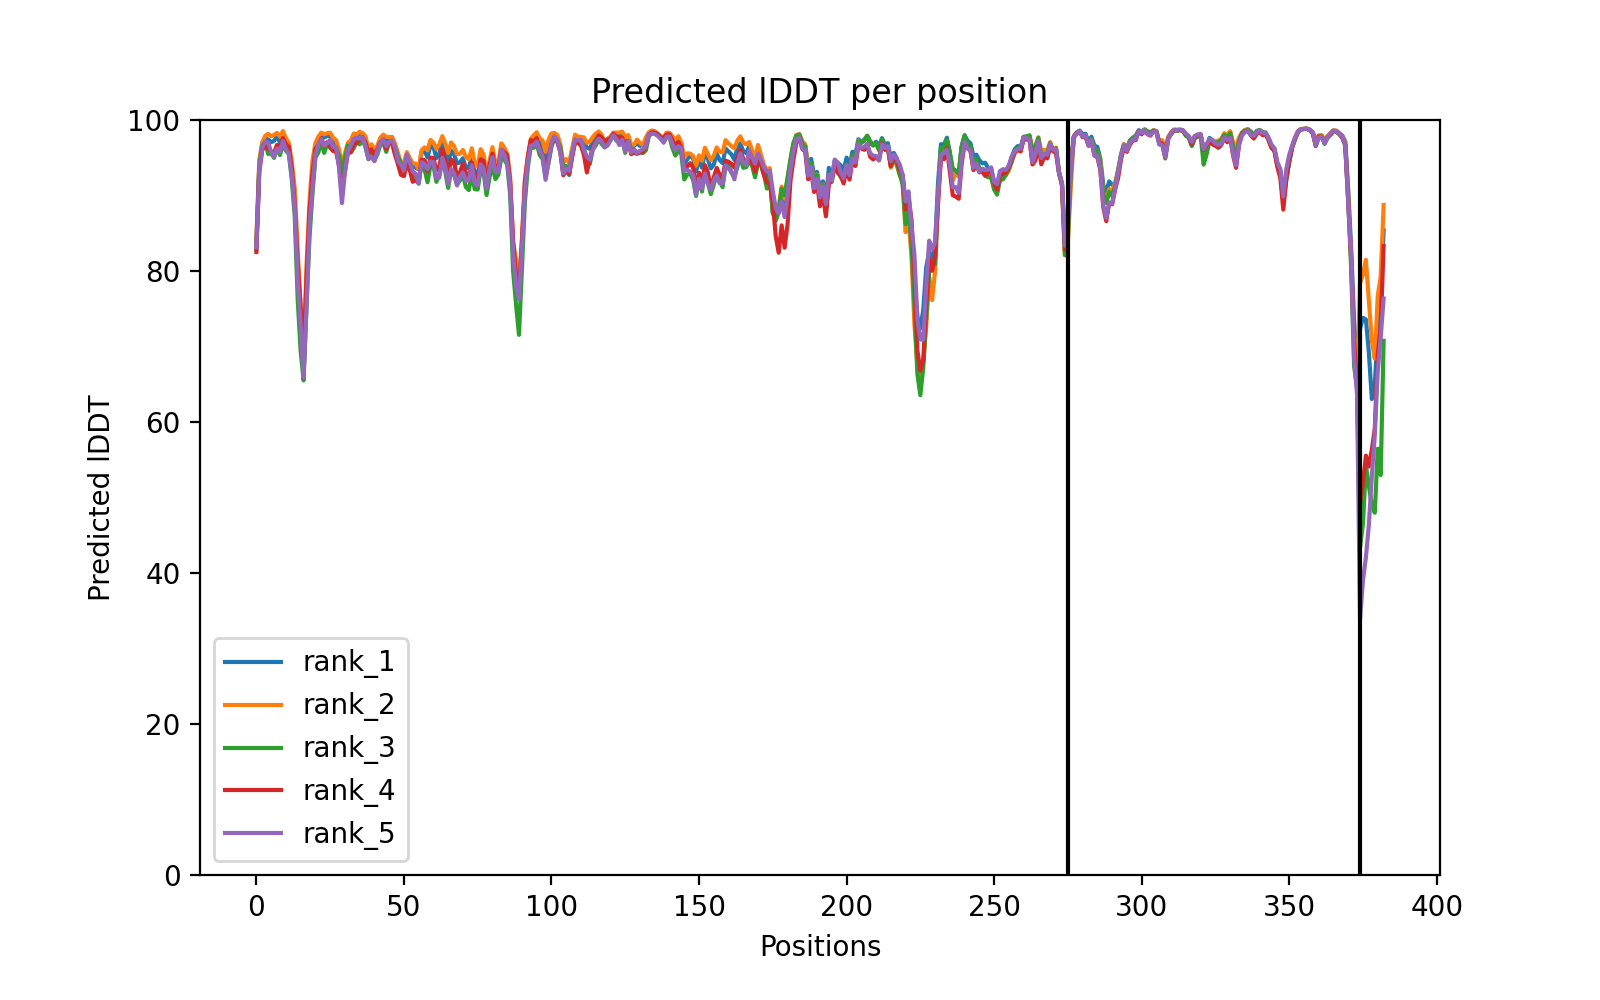 Predicted lDDT per position
100
80
60
40
20
0
Predicted lDDT
rank_1
rank_2
rank_3
rank_4
rank_5
0 50 100 150 200 250 300 350 400
Positions